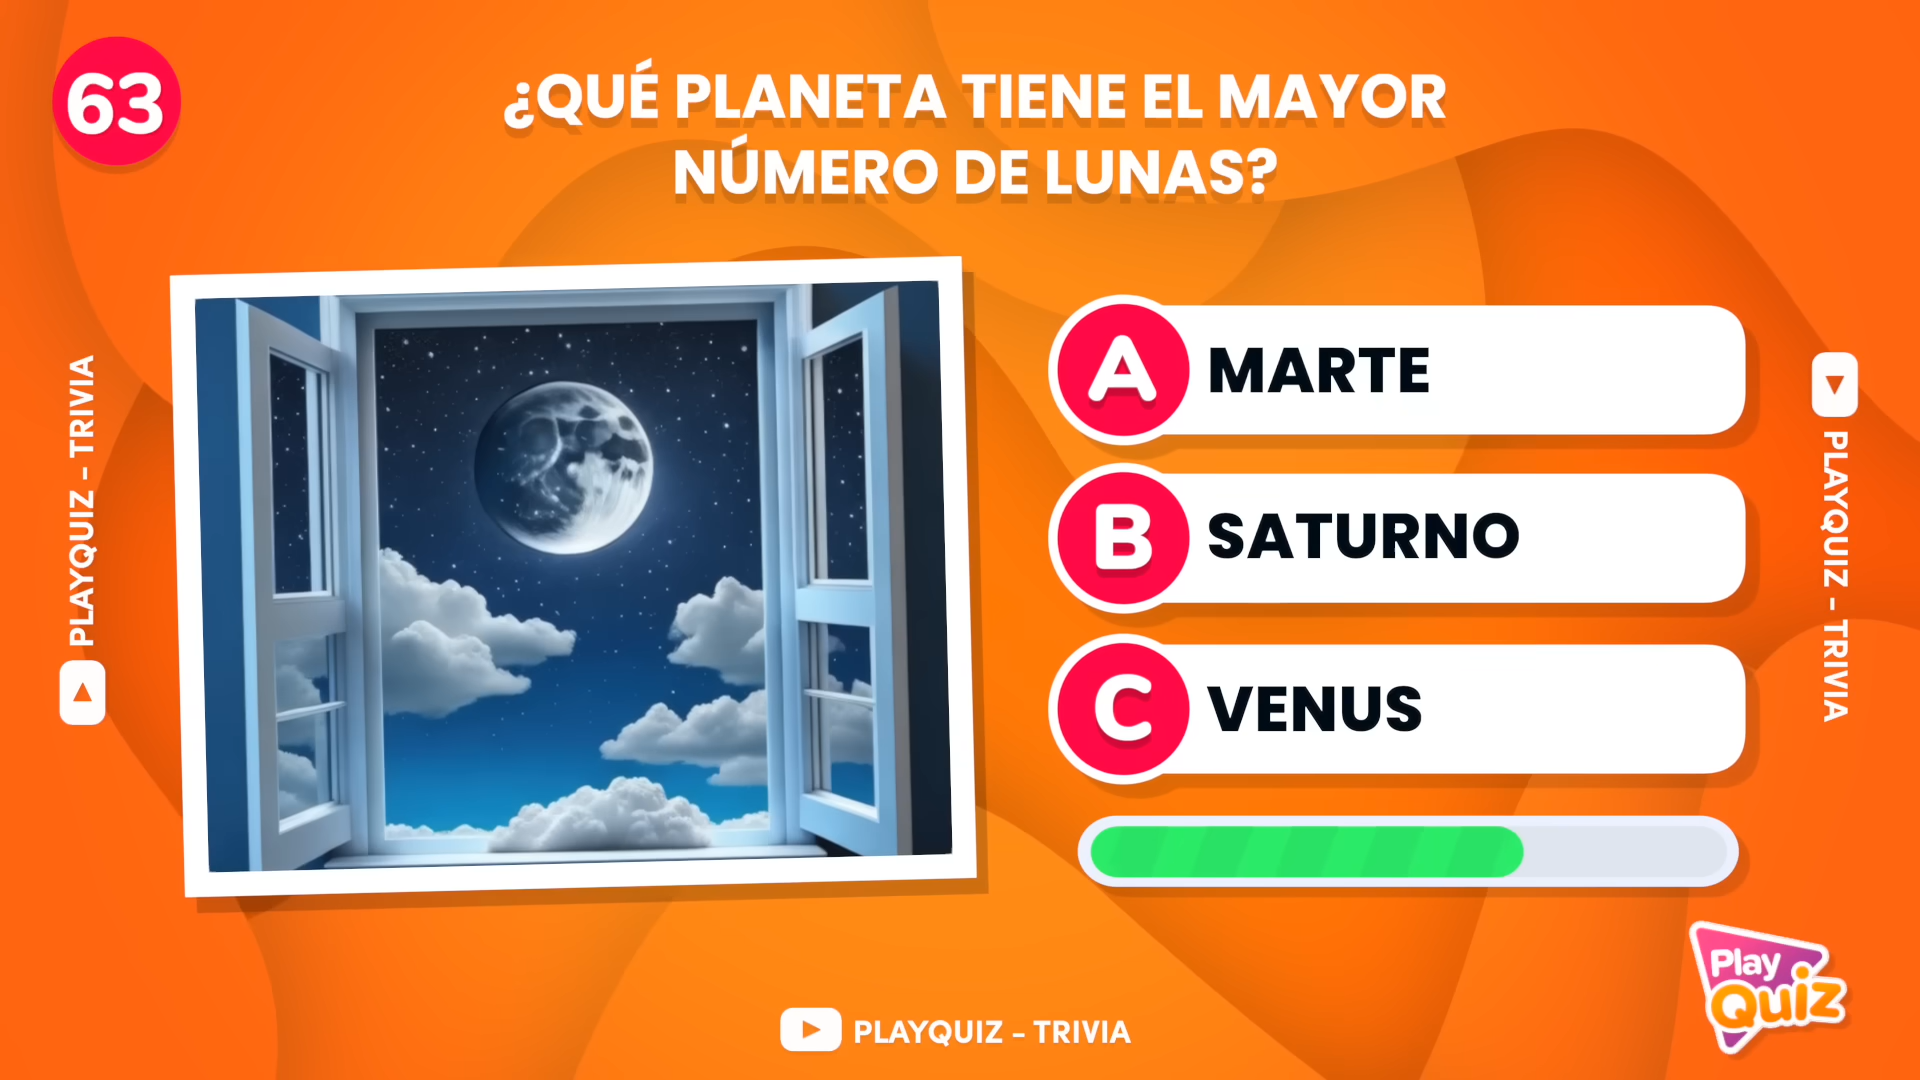 63
¿QUÉ PLANETA TIENE EL MAYOR
NÚMERO DE LUNAS?
A MARTE
B SATURNO
C VENUS
PLAYQUIZ - TRIVIA
PLAYQUIZ - TRIVIA
PLAYQUIZ - TRIVIA
Play
Quiz